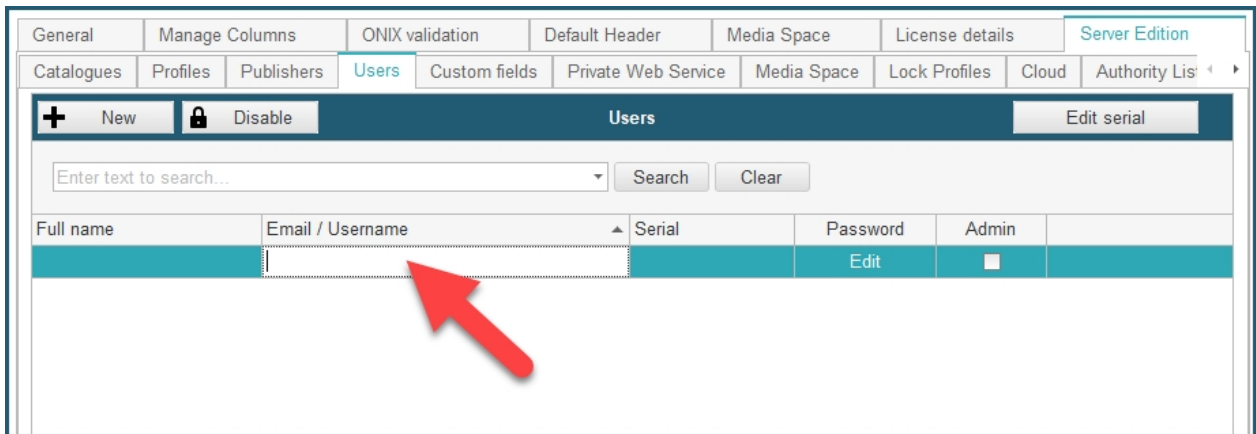 General Manage Columns ONIX validation Default Header Media Space License details Server Edition
Catalogues Profiles Publishers Users Custom fields Private Web Service Media Space Lock Profiles Cloud Authority Lis
New Disable Users Edit serial
Enter text to search... Search Clear
Full name Email / Username Serial Password Admin
Edit